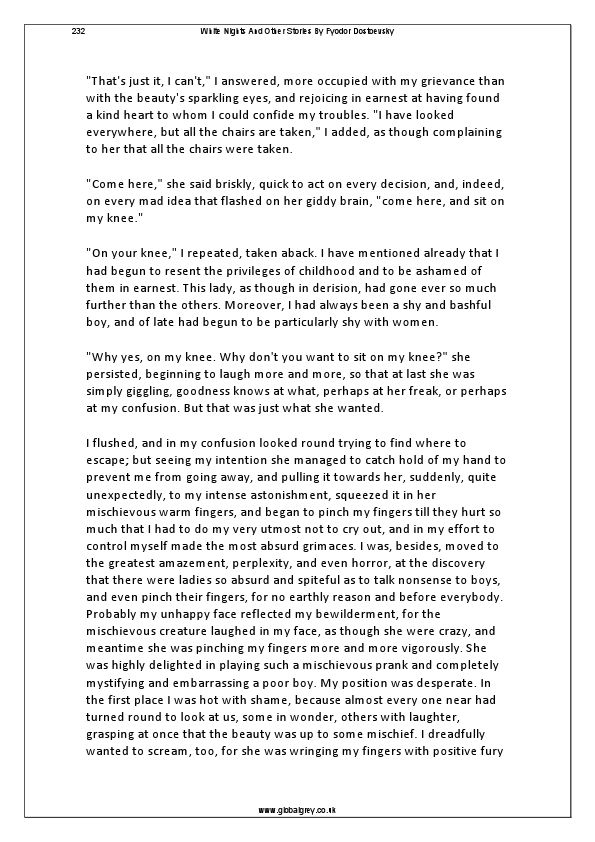 232 White Nights And Other Stories By Fyodor Dostoevsky
"That's just it, I can't," I answered, more occupied with my grievance than
with the beauty's sparkling eyes, and rejoicing in earnest at having found
a kind heart to whom I could confide my troubles. "I have looked
everywhere, but all the chairs are taken," I added, as though complaining
to her that all the chairs were taken.
"Come here," she said briskly, quick to act on every decision, and, indeed,
on every mad idea that flashed on her giddy brain, "come here, and sit on
my knee."
"On your knee," I repeated, taken aback. I have mentioned already that I
had begun to resent the privileges of childhood and to be ashamed of
them in earnest. This lady, as though in derision, had gone ever so much
further than the others. Moreover, I had always been a shy and bashful
boy, and of late had begun to be particularly shy with women.
"Why yes, on my knee. Why don't you want to sit on my knee?" she
persisted, beginning to laugh more and more, so that at last she was
simply giggling, goodness knows at what, perhaps at her freak, or perhaps
at my confusion. But that was just what she wanted.
I flushed, and in my confusion looked round trying to find where to
escape; but seeing my intention she managed to catch hold of my hand to
prevent me from going away, and pulling it towards her, suddenly, quite
unexpectedly, to my intense astonishment, squeezed it in her
mischievous warm fingers, and began to pinch my fingers till they hurt so
much that I had to do my very utmost not to cry out, and in my effort to
control myself made the most absurd grimaces. I was, besides, moved to
the greatest amazement, perplexity, and even horror, at the discovery
that there were ladies so absurd and spiteful as to talk nonsense to boys,
and even pinch their fingers, for no earthly reason and before everybody.
Probably my unhappy face reflected my bewilderment, for the
mischievous creature laughed in my face, as though she were crazy, and
meantime she was pinching my fingers more and more vigorously. She
was highly delighted in playing such a mischievous prank and completely
mystifying and embarrassing a poor boy. My position was desperate. In
the first place I was hot with shame, because almost every one near had
turned round to look at us, some in wonder, others with laughter,
grasping at once that the beauty was up to some mischief. I dreadfully
wanted to scream, too, for she was wringing my fingers with positive fury
www.globalgrey.co.uk